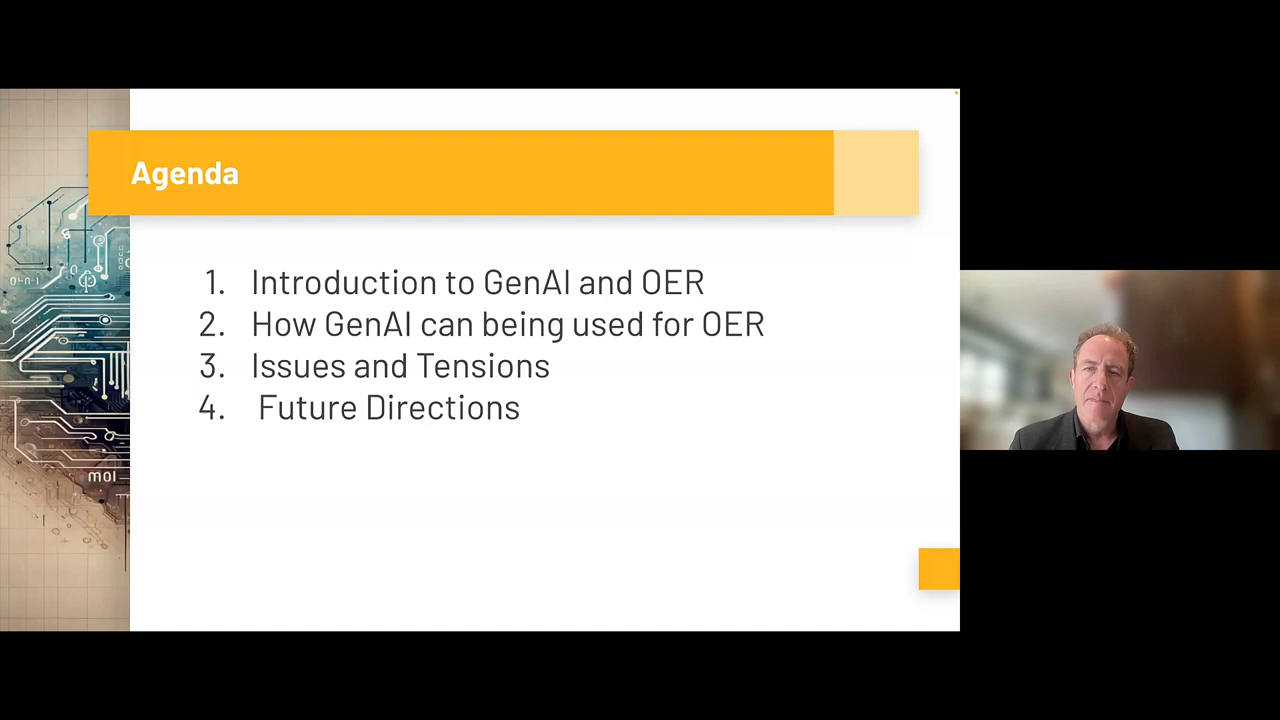 Agenda
1. Introduction to GenAI and OER
2. How GenAI can being used for OER
3. Issues and Tensions
4. Future Directions
moi